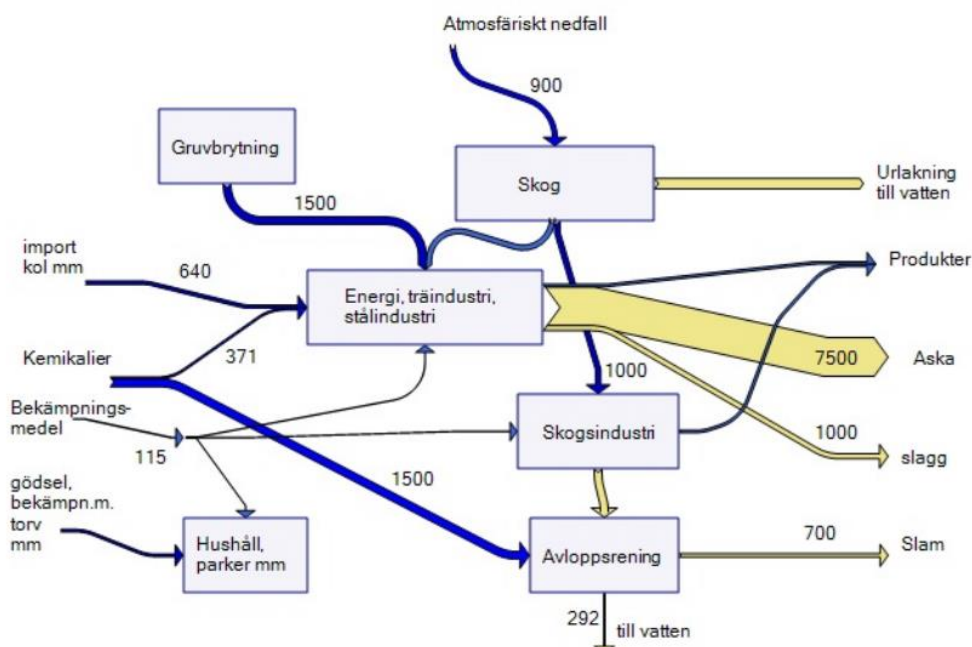 Atmosfäriskt nedfall
900
Gruvbrytning
Skog
Urlakning
till vatten
1500
import
kol mm
640
Produkter
Energi, träindustri,
stålindustri
Kemikalier
371
7500
Aska
1000
Bekämpnings-
medel
115
Skogsindustri
1000
slagg
1500
gödsel,
bekämpn.m.
torv
mm
Hushåll,
parker mm
Avloppsrening
700
Slam
292
till vatten